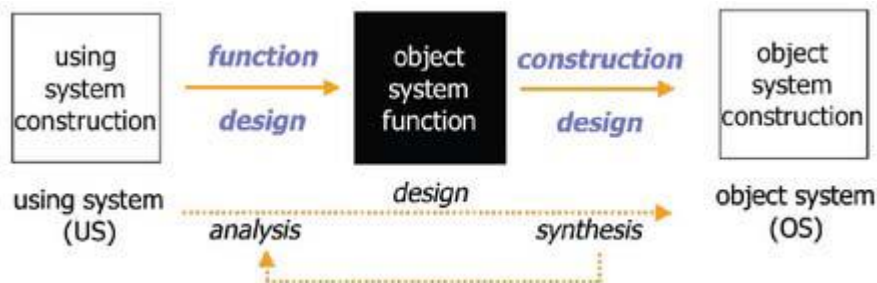 using
system
construction
function
design
object
system
function
construction
design
object
system
construction
using system
(US)
design
analysis
synthesis
object system
(OS)